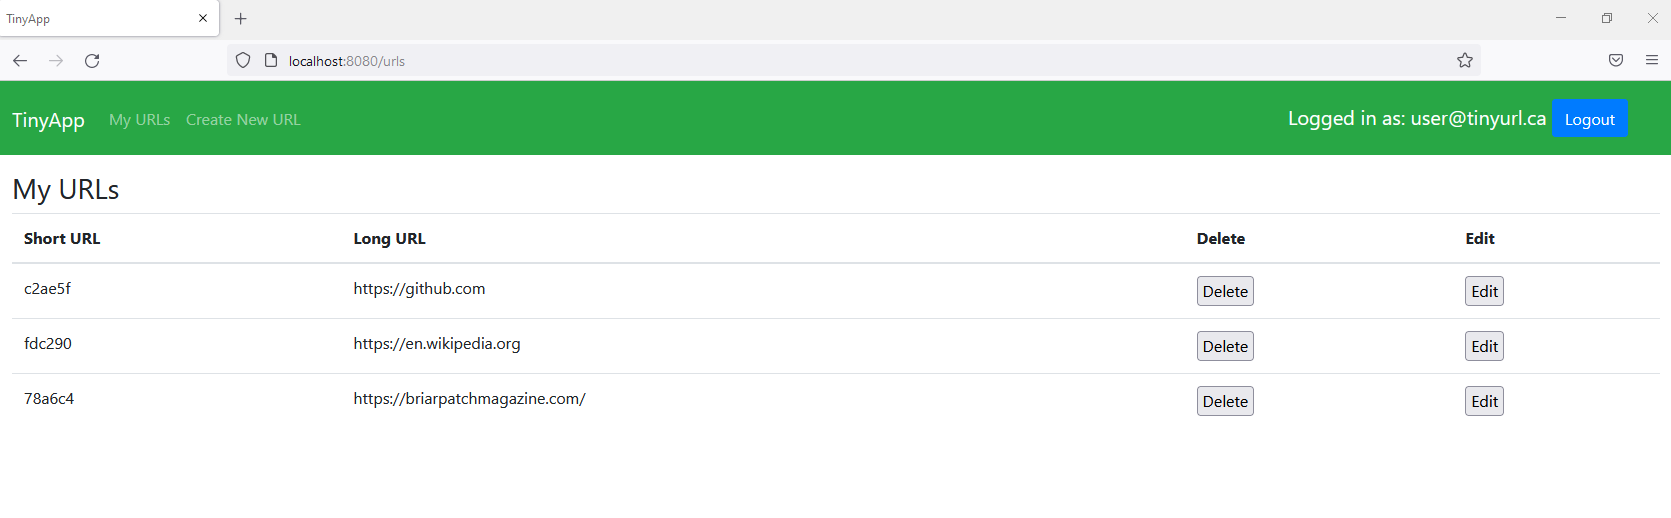 TinyApp
localhost:8080/urls
TinyApp My URLs Create New URL Logged in as: user@tinyurl.ca Logout
My URLs
Short URL Long URL Delete Edit
c2ae5f https://github.com Delete Edit
fdc290 https://en.wikipedia.org Delete Edit
78a6c4 https://briarpatchmagazine.com/ Delete Edit